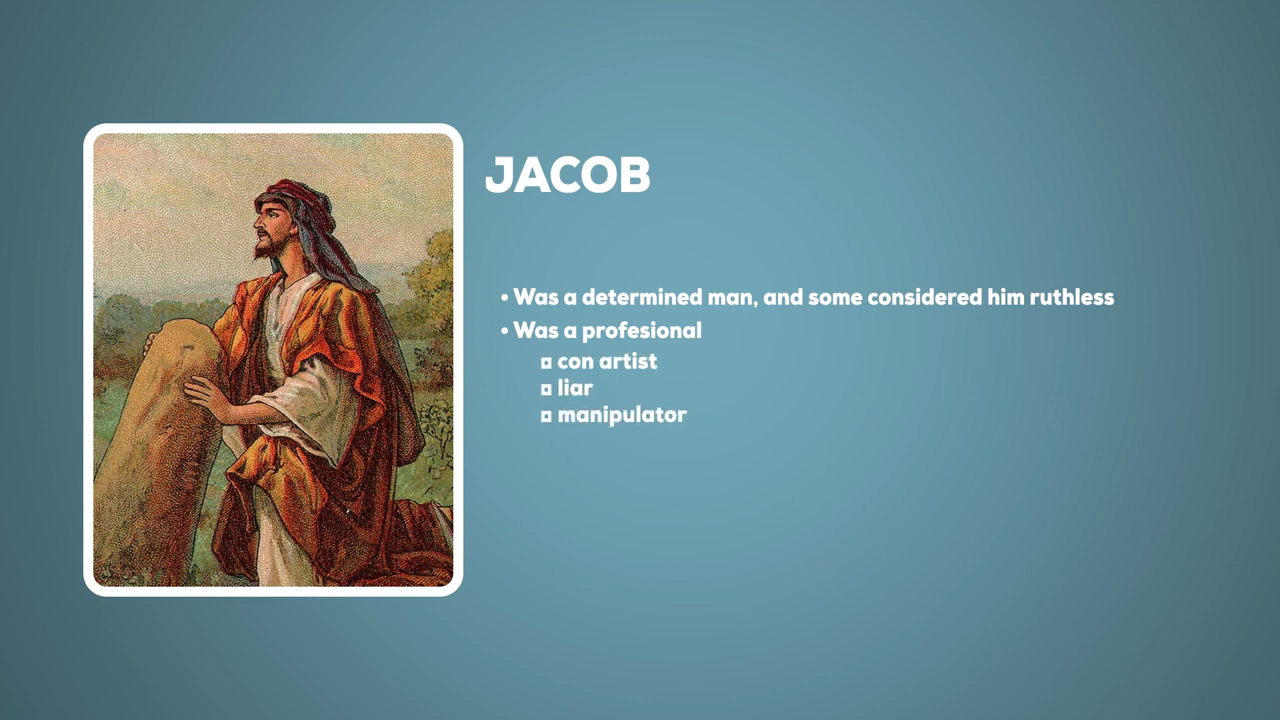 JACOB
• Was a determined man, and some considered him ruthless
• Was a profesional
▫ con artist
▫ liar
▫ manipulator